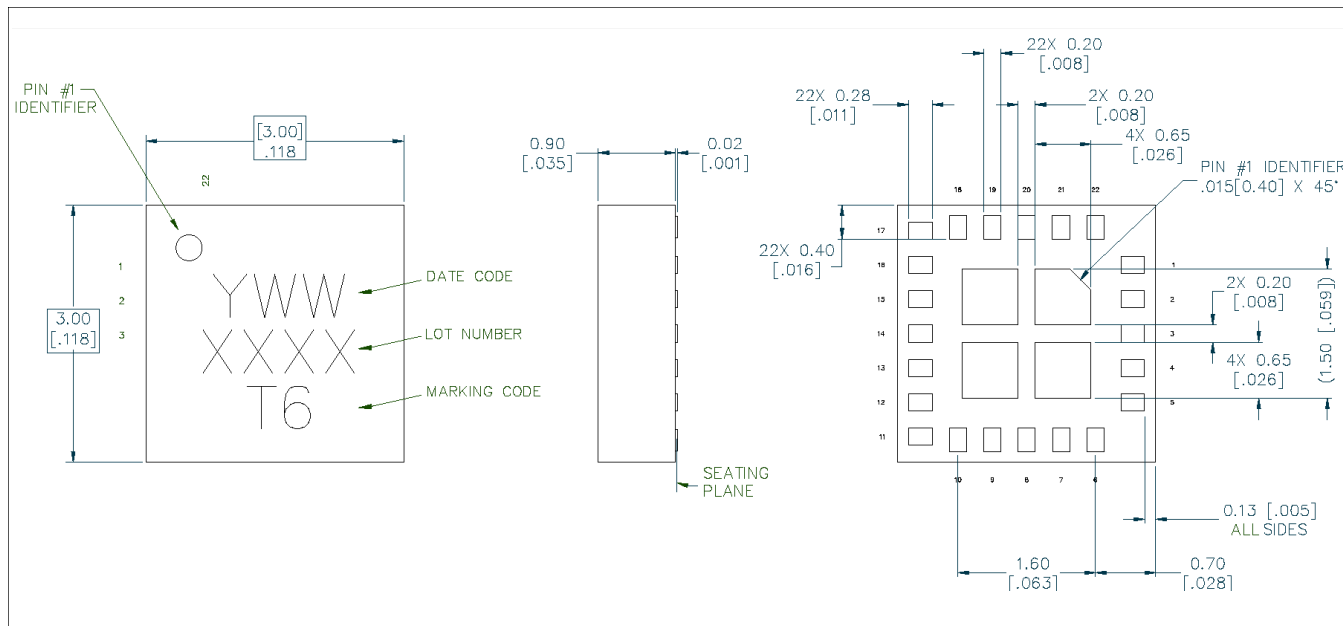 PIN #1
IDENTIFIER
[3.00]
.118
22
1
2
3
3.00
[.118]
YWW
XXXX
T6
DATE CODE
LOT NUMBER
MARKING CODE
0.90
[.035]
0.02
[.001]
SEATING
PLANE
22X 0.20
[.008]
22X 0.28
[.011]
2X 0.20
[.008]
4X 0.65
[.026]
PIN #1 IDENTIFIER
.015[0.40] X 45°
18
19
20
21
22
17
22X 0.40
[.016]
16
15
14
13
12
11
1
2
3
4
5
2X 0.20
[.008]
4X 0.65
[.026]
(1.50 [.059])
10
9
8
7
6
0.13 [.005]
ALL SIDES
1.60
[.063]
0.70
[.028]